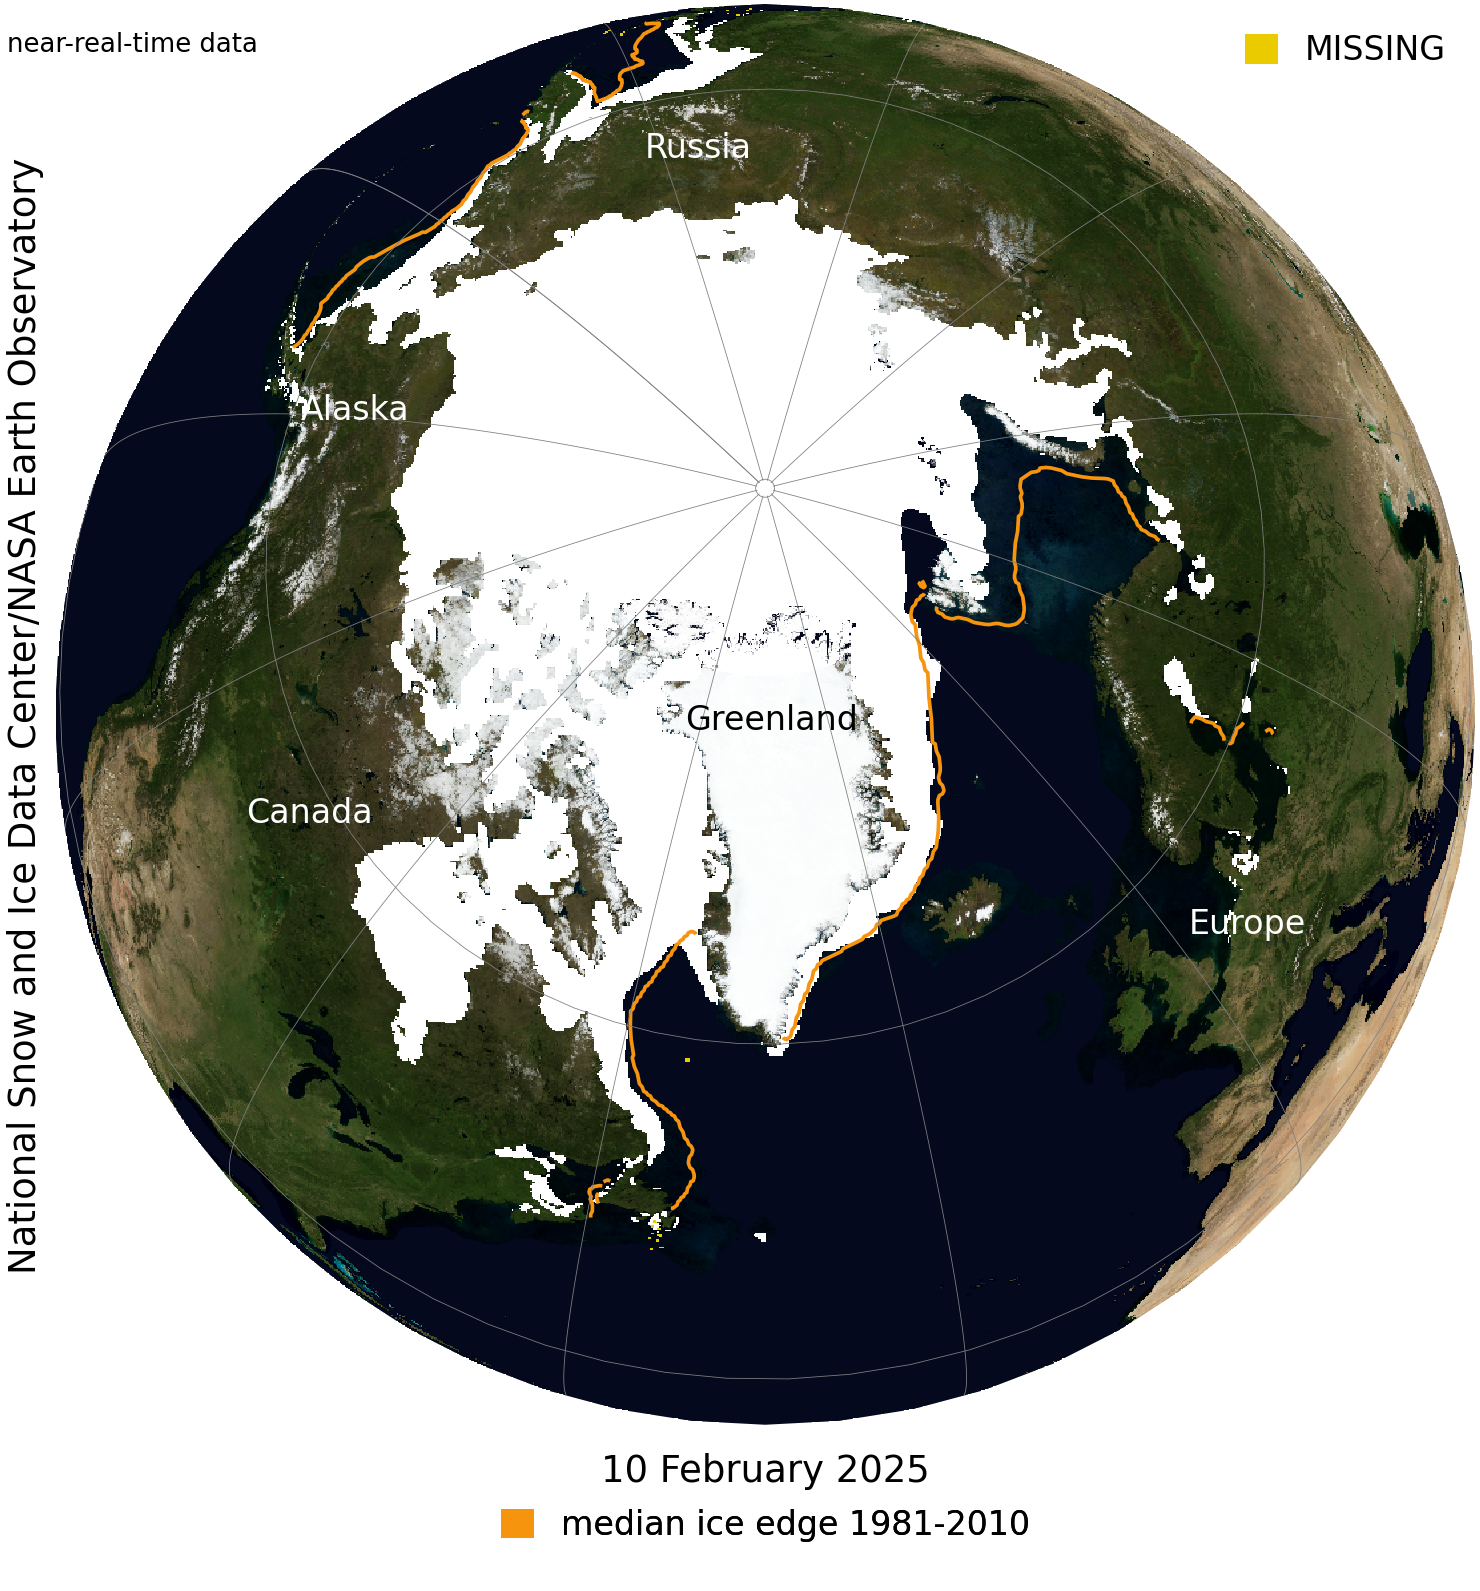 near-real-time data
MISSING
National Snow and Ice Data Center/NASA Earth Observatory
Russia
Alaska
Greenland
Canada
Europe
10 February 2025
median ice edge 1981-2010